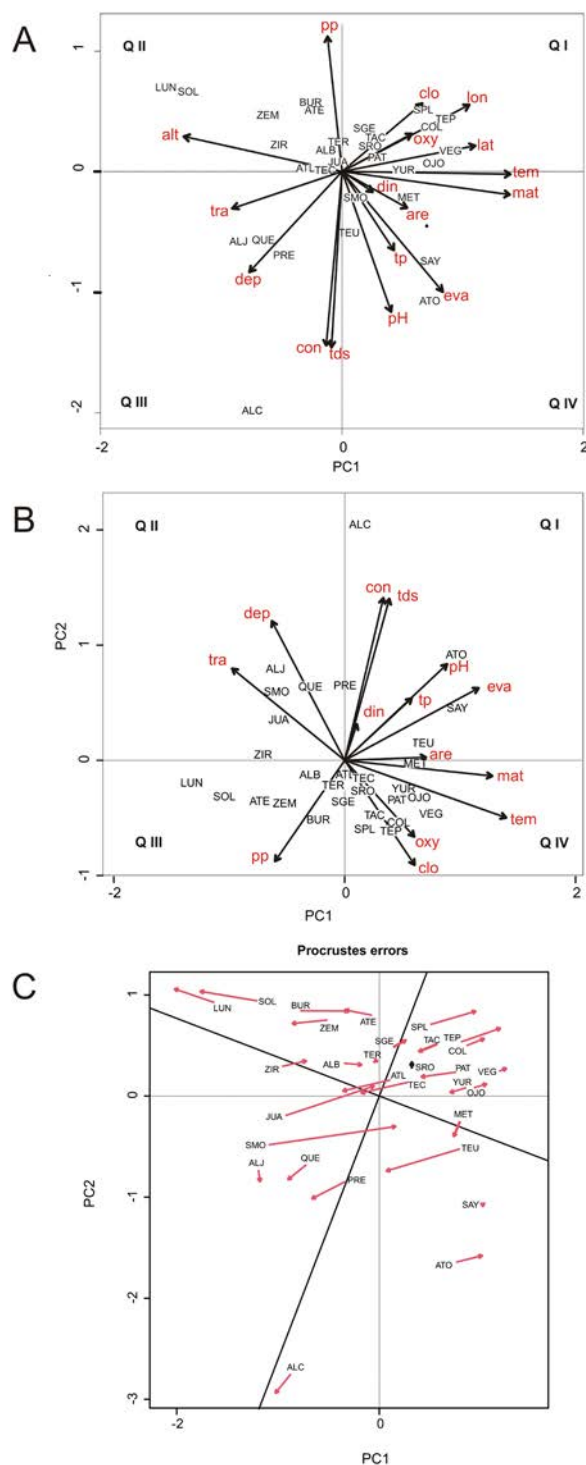 A
Q II
pp
Q I
1
LUN
SOL
BUR
ATE
clo
SPL
lon
ZEM
TEP
SGE
COL
TAC
oxy
alt
ZIR
TER
SRO
ALB
lat
VEG
JUA
PAT
OJO
0
ATL
TEC
YUR
tem
din
mat
SMO
MET
are
tra
ALJ
QUE
TEU
PRE
tp
SAY
dep
-1
eva
ATO
pH
con
tds
Q III
Q IV
-2
ALC
-2
0
2
PC1
B
Q II
ALC
Q I
2
con
tds
dep
1
tra
ATO
ALJ
pH
QUE
PRE
SMO
eva
tp
SAY
din
JUA
TEU
ZIR
are
MET
0
ALB
ATL
TEC
mat
LUN
TER
YUR
SRO
SOL
ATE
ZEM
SGE
PAT
OJO
TAC
VEG
tem
BUR
COL
SPL
TEP
oxy
Q III
pp
Q IV
clo
-1
-2
0
2
PC1
PC2
C
Procrustes errors
1
LUN
SOL
BUR
ATE
ZEM
SPL
TEP
TAC
SGE
COL
TER
ZIR
ALB
SRO
PAT
VEG
ATL
TEC
YUR
OJO
0
JUA
MET
SMO
TEU
ALJ
QUE
PRE
-1
SAY
ATO
-2
ALC
-3
-2
0
PC1
PC2